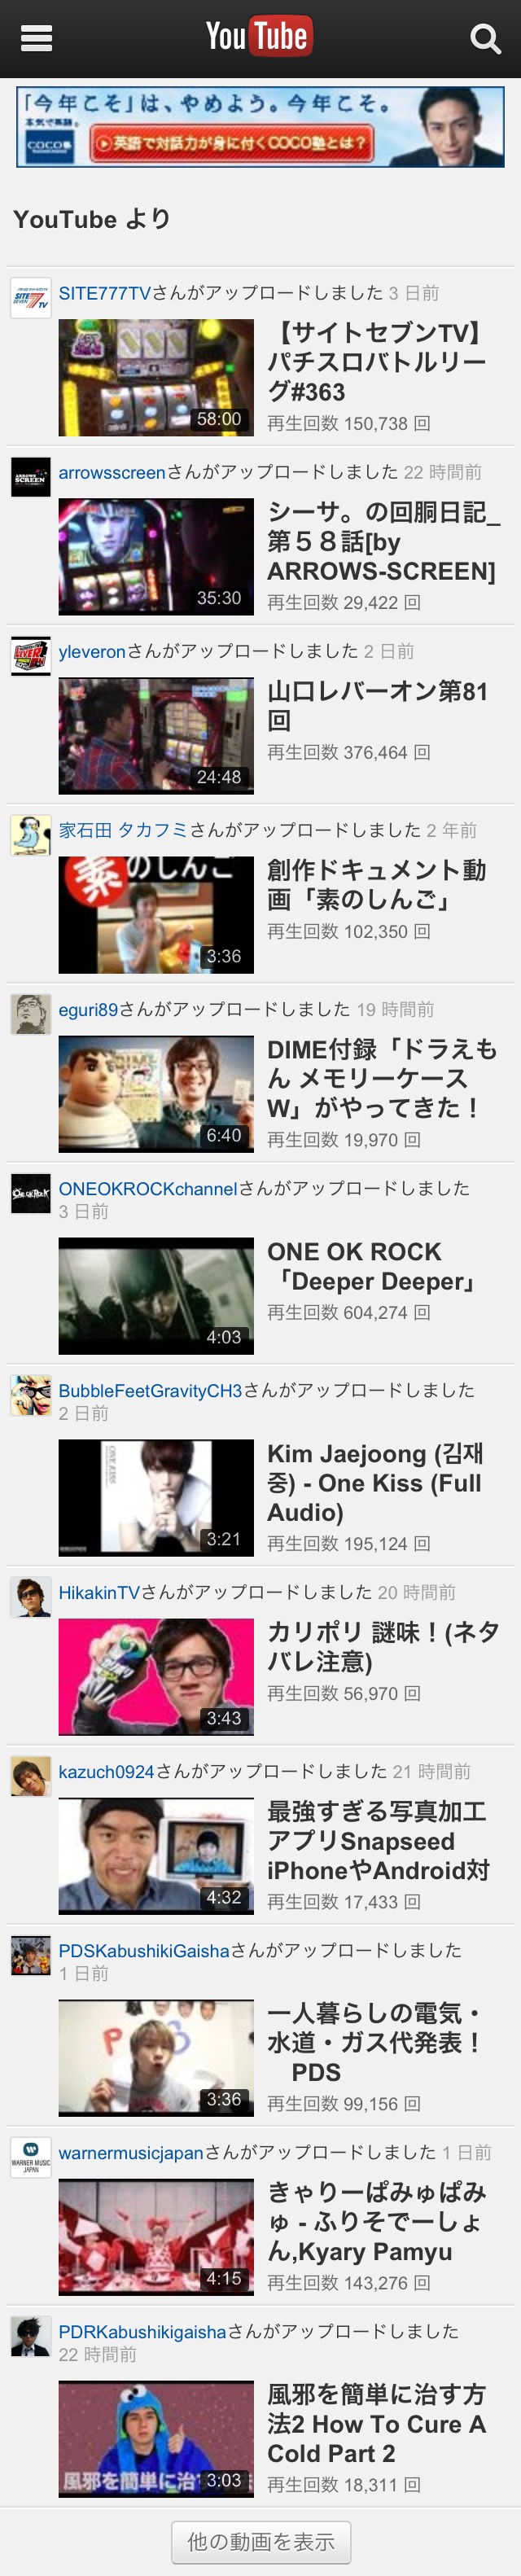 YouTube
「今年こそ」は、やめよう。今年こそ。
本気で英語。
COCO塾
英語で対話力が身に付くCOCO塾とは？
YouTube より
SITE777TVさんがアップロードしました 3 日前
58:00
【サイトセブンTV】
パチスロバトルリー
グ#363
再生回数 150,738 回
ARROWS
SCREEN
arrowsscreenさんがアップロードしました 22 時間前
35:30
シーサ。の回胴日記_
第５８話[by
ARROWS-SCREEN]
再生回数 29,422 回
yleveronさんがアップロードしました 2 日前
24:48
山口レバーオン第81
回
再生回数 376,464 回
家石田 タカフミさんがアップロードしました 2 年前
素のしんご
3:36
創作ドキュメント動
画「素のしんご」
再生回数 102,350 回
eguri89さんがアップロードしました 19 時間前
6:40
DIME付録「ドラえも
ん メモリーケース
W」がやってきた！
再生回数 19,970 回
ONE OK ROCK
ONEOKROCKchannelさんがアップロードしました
3 日前
4:03
ONE OK ROCK
「Deeper Deeper」
再生回数 604,274 回
BubbleFeetGravityCH3さんがアップロードしました
2 日前
3:21
Kim Jaejoong (김재
중) - One Kiss (Full
Audio)
再生回数 195,124 回
HikakinTVさんがアップロードしました 20 時間前
3:43
カリポリ 謎味！(ネタ
バレ注意)
再生回数 56,970 回
kazuch0924さんがアップロードしました 21 時間前
4:32
最強すぎる写真加工
アプリSnapseed
iPhoneやAndroid対
再生回数 17,433 回
PDSKabushikiGaishaさんがアップロードしました
1 日前
3:36
一人暮らしの電気・
水道・ガス代発表！
PDS
再生回数 99,156 回
WARNER MUSIC
JAPAN
warnermusicjapanさんがアップロードしました 1 日前
4:15
きゃりーぱみゅぱみ
ゅ - ふりそでーしょ
ん,Kyary Pamyu
再生回数 143,276 回
PDRKabushikigaishaさんがアップロードしました
22 時間前
風邪を簡単に治す
3:03
風邪を簡単に治す方
法2 How To Cure A
Cold Part 2
再生回数 18,311 回
他の動画を表示